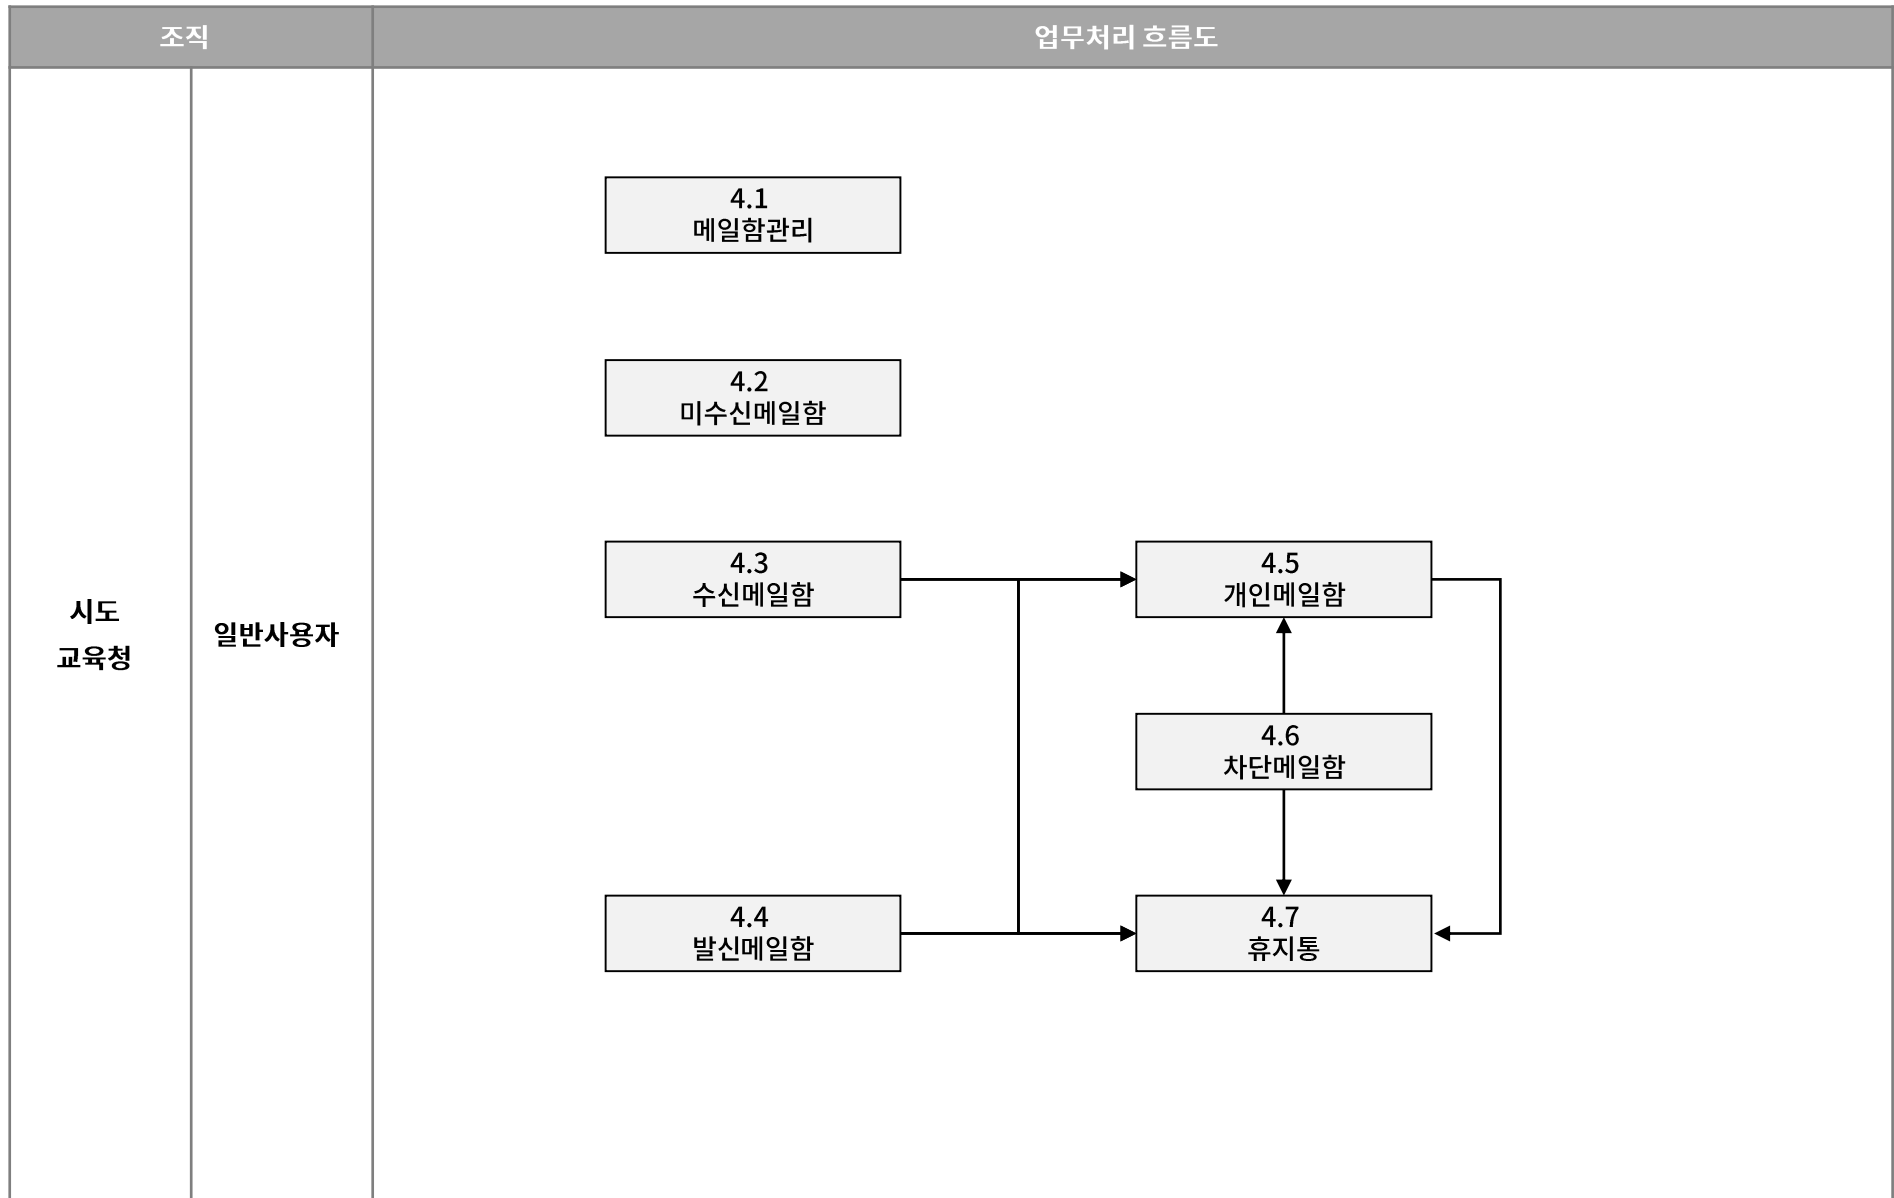 조직
업무처리 흐름도
시도
교육청
일반사용자
4.1
메일함관리
4.2
미수신메일함
4.3
수신메일함
4.5
개인메일함
4.6
차단메일함
4.4
발신메일함
4.7
휴지통